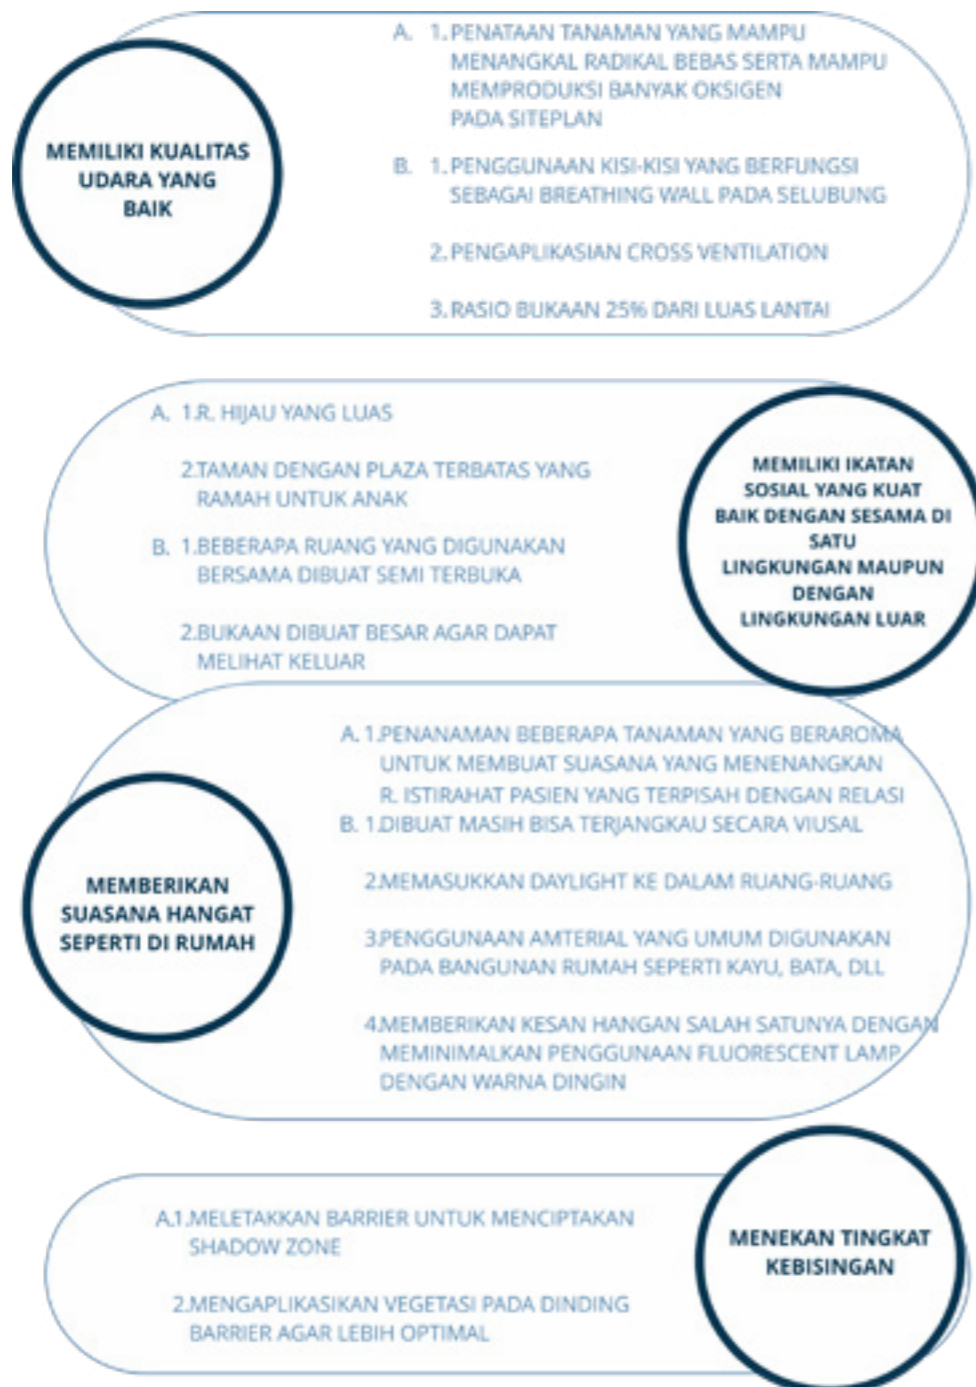 MEMILIKI KUALITAS
UDARA YANG
BAIK
A. 1. PENATAAN TANAMAN YANG MAMPU
MENANGKAL RADIKAL BEBAS SERTA MAMPU
MEMPRODUKSI BANYAK OKSIGEN
PADA SITEPLAN
B. 1. PENGGUNAAN KISI-KISI YANG BERFUNGSI
SEBAGAI BREATHING WALL PADA SELUBUNG
2. PENGAPLIKASIAN CROSS VENTILATION
3. RASIO BUKAAN 25% DARI LUAS LANTAI
A. 1.R. HIJAU YANG LUAS
2.TAMAN DENGAN PLAZA TERBATAS YANG
RAMAH UNTUK ANAK
B. 1.BEBERAPA RUANG YANG DIGUNAKAN
BERSAMA DIBUAT SEMI TERBUKA
2.BUKAAN DIBUAT BESAR AGAR DAPAT
MELIHAT KELUAR
MEMILIKI IKATAN
SOSIAL YANG KUAT
BAIK DENGAN SESAMA DI
SATU
LINGKUNGAN MAUPUN
DENGAN
LINGKUNGAN LUAR
MEMBERIKAN
SUASANA HANGAT
SEPERTI DI RUMAH
A. 1.PENANAMAN BEBERAPA TANAMAN YANG BERAROMA
UNTUK MEMBUAT SUASANA YANG MENENANGKAN
R. ISTIRAHAT PASIEN YANG TERPISAH DENGAN RELASI
B. 1.DIBUAT MASIH BISA TERJANGKAU SECARA VIUSAL
2.MEMASUKKAN DAYLIGHT KE DALAM RUANG-RUANG
3.PENGGUNAAN AMTERIAL YANG UMUM DIGUNAKAN
PADA BANGUNAN RUMAH SEPERTI KAYU, BATA, DLL
4.MEMBERIKAN KESAN HANGAN SALAH SATUNYA DENGAN
MEMINIMALKAN PENGGUNAAN FLUORESCENT LAMP
DENGAN WARNA DINGIN
A.1.MELETAKKAN BARRIER UNTUK MENCIPTAKAN
SHADOW ZONE
2.MENGAPLIKASIKAN VEGETASI PADA DINDING
BARRIER AGAR LEBIH OPTIMAL
MENEKAN TINGKAT
KEBISINGAN